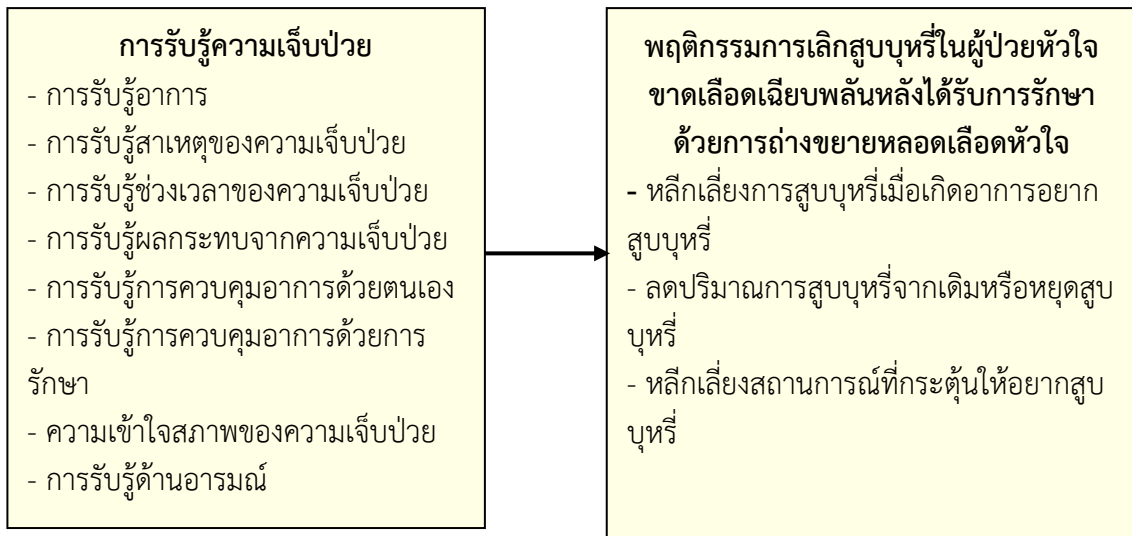 การรับรู้ความเจ็บป่วย
- การรับรู้อาการ
- การรับรู้สาเหตุของความเจ็บป่วย
- การรับรู้ช่วงเวลาของความเจ็บป่วย
- การรับรู้ผลกระทบจากความเจ็บป่วย
- การรับรู้การควบคุมอาการด้วยตนเอง
- การรับรู้การควบคุมอาการด้วยการ
รักษา
- ความเข้าใจสภาพของความเจ็บป่วย
- การรับรู้ด้านอารมณ์
พฤติกรรมการเลิกสูบบุหรี่ในผู้ป่วยหัวใจ
ขาดเลือดเฉียบพลันหลังได้รับการรักษา
ด้วยการถ่างขยายหลอดเลือดหัวใจ
- หลีกเลี่ยงการสูบบุหรี่เมื่อเกิดอาการอยาก
สูบบุหรี่
- ลดปริมาณการสูบบุหรี่จากเดิมหรือหยุดสูบ
บุหรี่
- หลีกเลี่ยงสถานการณ์ที่กระตุ้นให้อยากสูบ
บุหรี่